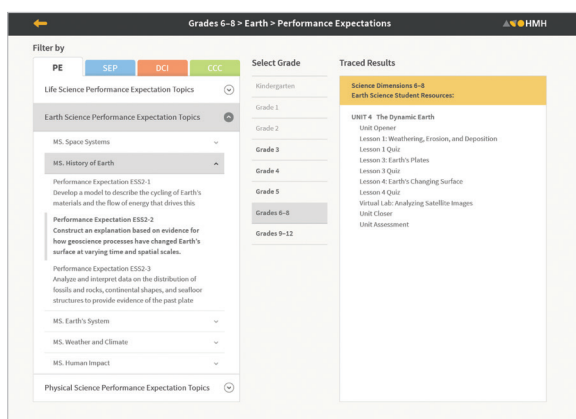 Grades 6–8 > Earth > Performance Expectations
HMH
Filter by
PE
SEP
DCI
CCC
Life Science Performance Expectation Topics
Earth Science Performance Expectation Topics
MS. Space Systems
MS. History of Earth
Performance Expectation ESS2-1
Develop a model to describe the cycling of Earth's
materials and the flow of energy that drives this
Performance Expectation ESS2-2
Construct an explanation based on evidence for
how geoscience processes have changed Earth's
surface at varying time and spatial scales.
Performance Expectation ESS2-3
Analyze and interpret data on the distribution of
fossils and rocks, continental shapes, and seafloor
structures to provide evidence of the past plate
MS. Earth's System
MS. Weather and Climate
MS. Human Impact
Physical Science Performance Expectation Topics
Select Grade
Kindergarten
Grade 1
Grade 2
Grade 3
Grade 4
Grade 5
Grades 6–8
Grades 9–12
Traced Results
Science Dimensions 6–8
Earth Science Student Resources:
UNIT 4 The Dynamic Earth
Unit Opener
Lesson 1: Weathering, Erosion, and Deposition
Lesson 1 Quiz
Lesson 3: Earth's Plates
Lesson 3 Quiz
Lesson 4: Earth's Changing Surface
Lesson 4 Quiz
Virtual Lab: Analyzing Satellite Images
Unit Closer
Unit Assessment